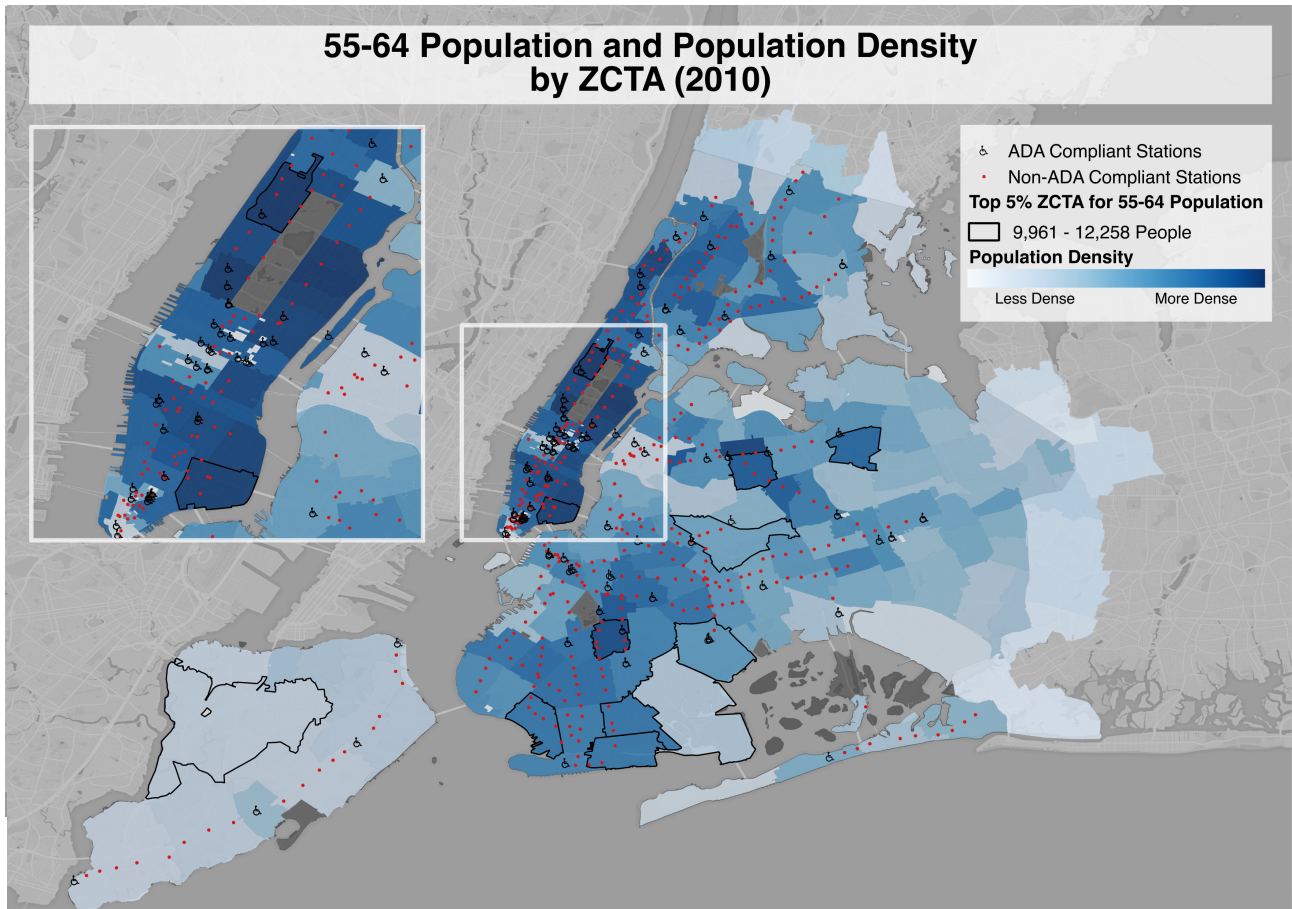 55-64 Population and Population Density
by ZCTA (2010)
ADA Compliant Stations
Non-ADA Compliant Stations
Top 5% ZCTA for 55-64 Population
9,961 - 12,258 People
Population Density
Less Dense
More Dense